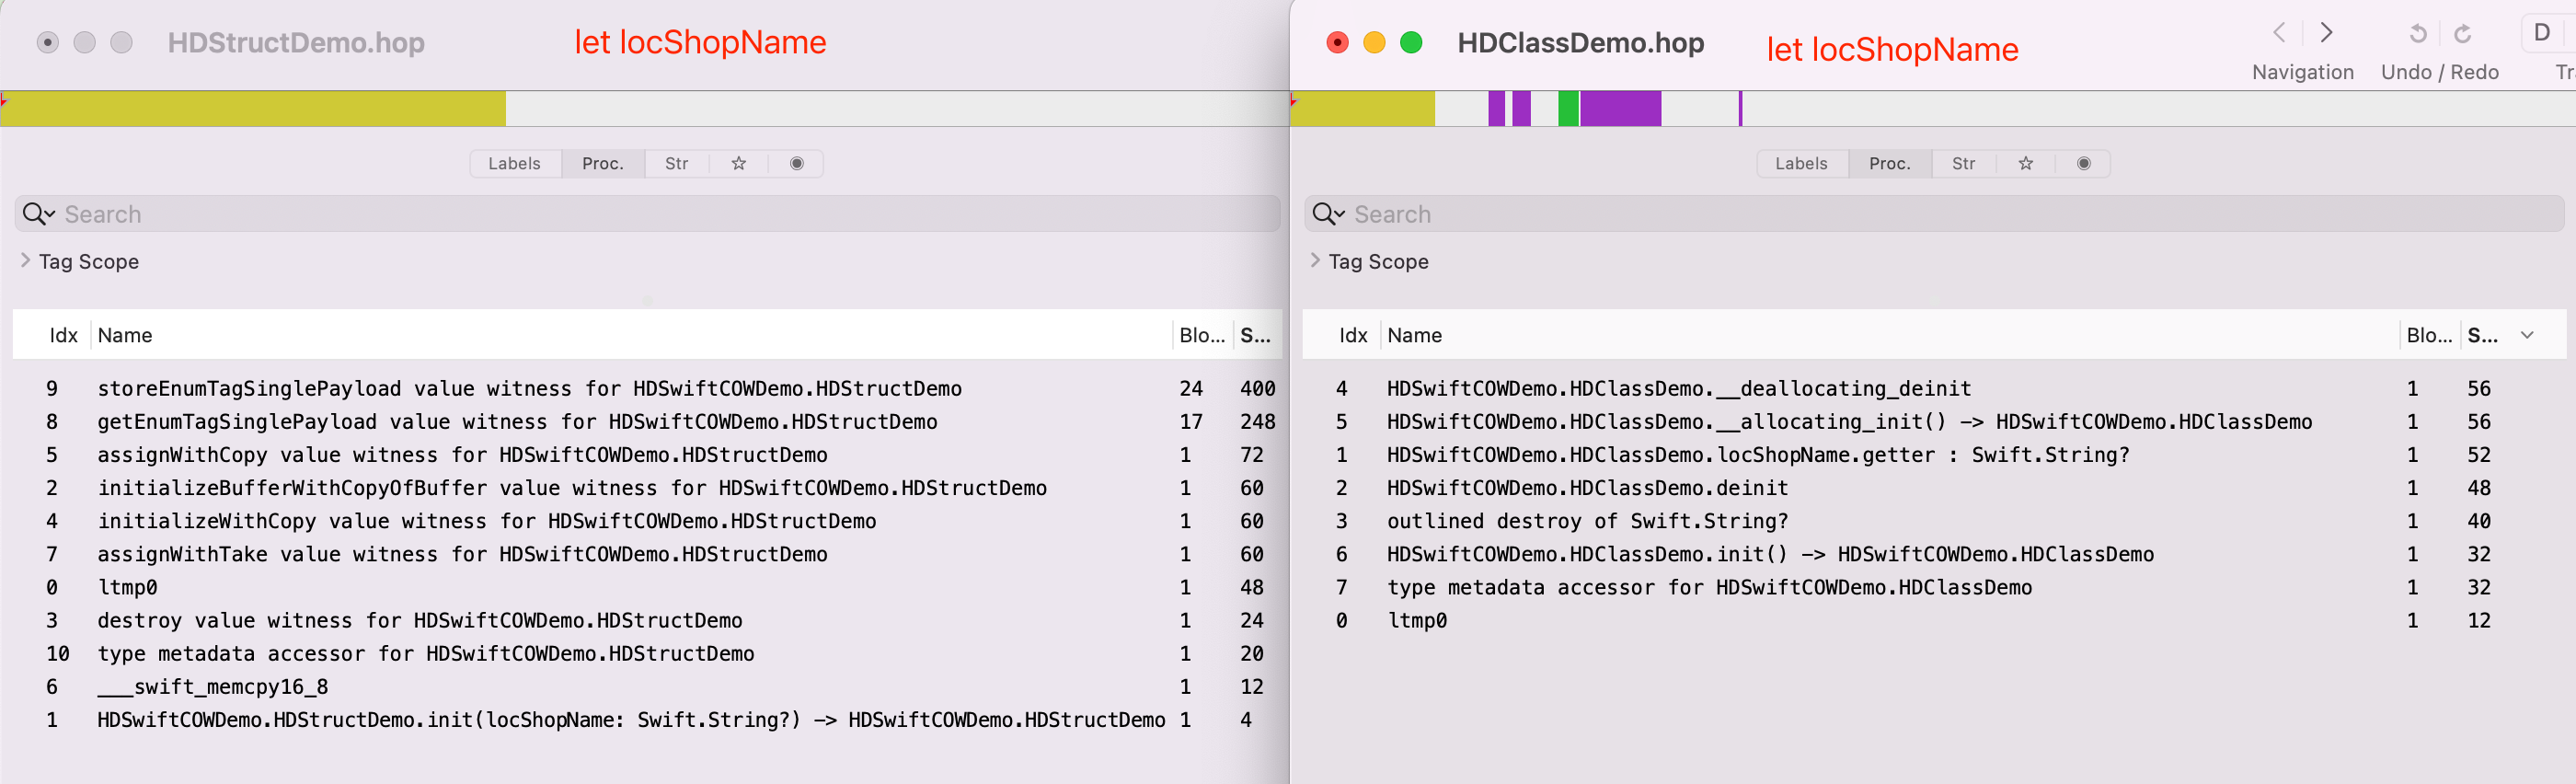 HDStructDemo.hop
let locShopName
Labels Proc. Str
Search
Tag Scope
Idx Name Blo... S...
9 storeEnumTagSinglePayload value witness for HDSwiftCOWDemo.HDStructDemo 24 400
8 getEnumTagSinglePayload value witness for HDSwiftCOWDemo.HDStructDemo 17 248
5 assignWithCopy value witness for HDSwiftCOWDemo.HDStructDemo 1 72
2 initializeBufferWithCopyOfBuffer value witness for HDSwiftCOWDemo.HDStructDemo 1 60
4 initializeWithCopy value witness for HDSwiftCOWDemo.HDStructDemo 1 60
7 assignWithTake value witness for HDSwiftCOWDemo.HDStructDemo 1 60
0 ltmp0 1 48
3 destroy value witness for HDSwiftCOWDemo.HDStructDemo 1 24
10 type metadata accessor for HDSwiftCOWDemo.HDStructDemo 1 20
6 ___swift_memcpy16_8 1 12
1 HDSwiftCOWDemo.HDStructDemo.init(locShopName: Swift.String?) -> HDSwiftCOWDemo.HDStructDemo 1 4
HDClassDemo.hop
let locShopName
D
Navigation Undo / Redo Tr
Labels Proc. Str
Search
Tag Scope
Idx Name Blo... S...
4 HDSwiftCOWDemo.HDClassDemo.__deallocating_deinit 1 56
5 HDSwiftCOWDemo.HDClassDemo.__allocating_init() -> HDSwiftCOWDemo.HDClassDemo 1 56
1 HDSwiftCOWDemo.HDClassDemo.locShopName.getter : Swift.String? 1 52
2 HDSwiftCOWDemo.HDClassDemo.deinit 1 48
3 outlined destroy of Swift.String? 1 40
6 HDSwiftCOWDemo.HDClassDemo.init() -> HDSwiftCOWDemo.HDClassDemo 1 32
7 type metadata accessor for HDSwiftCOWDemo.HDClassDemo 1 32
0 ltmp0 1 12